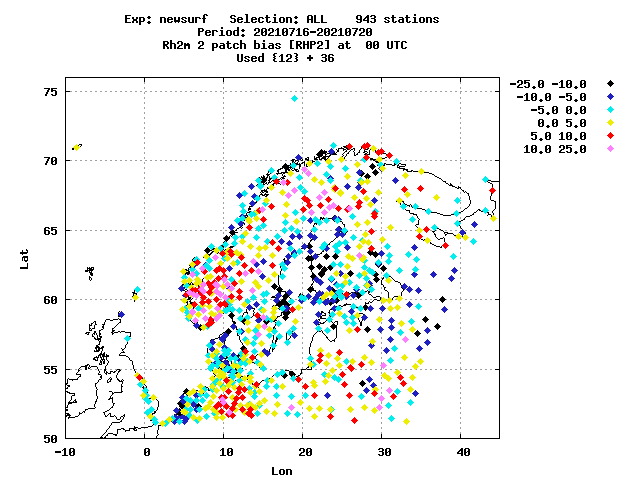 Exp: newsurf Selection: ALL 943 stations
Period: 20210716-20210720
Rh2m 2 patch bias [RHP2] at 00 UTC
Used {12} + 36
-25.0 -10.0
-10.0 -5.0
-5.0 0.0
0.0 5.0
5.0 10.0
10.0 25.0
75
70
65
60
55
50
Lat
-10 0 10 20 30 40
Lon